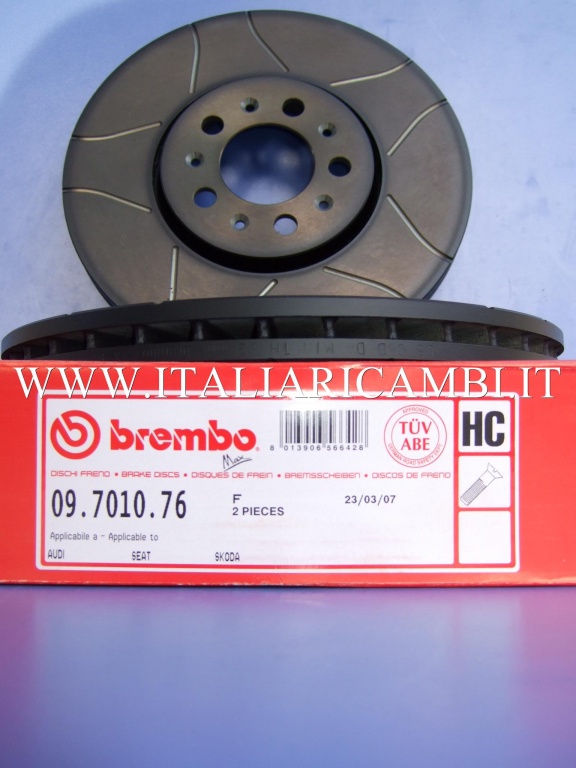 WWW.ITALIARICAMBI.IT
brembo
Max
8 013906 566428
APPROVED
TÜV
ABE
HC
DISCHI FRENO • BRAKE DISCS • DISQUES DE FREIN • BREMSSCHEIBEN • DISCOS DE FRENO
09.7010.76
F
2 PIECES
23/03/07
Applicabile a - Applicable to
AUDI SEAT SKODA